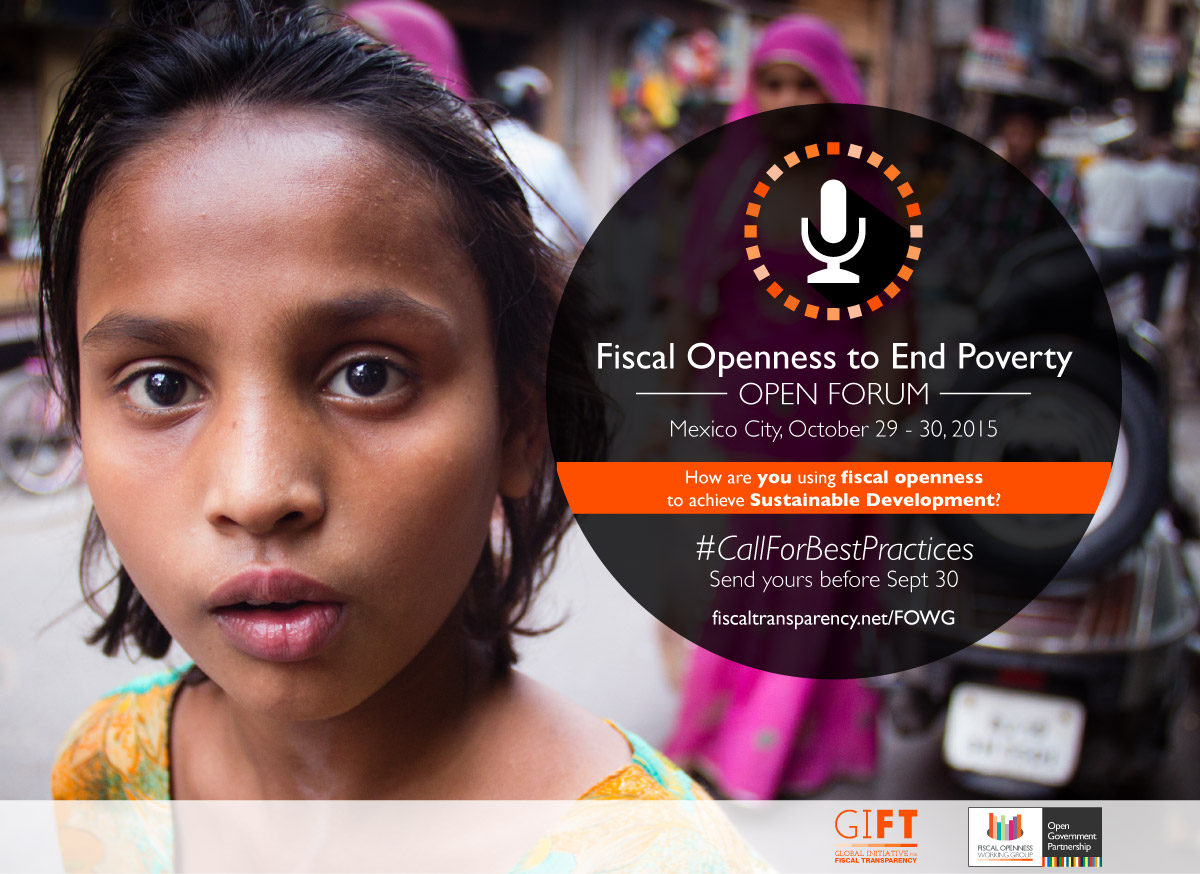 Fiscal Openness to End Poverty
OPEN FORUM
Mexico City, October 29 - 30, 2015
How are you using fiscal openness
to achieve Sustainable Development?
#CallForBestPractices
Send yours before Sept 30
fiscaltransparency.net/FOWG
GIFT
GLOBAL INITIATIVE FOR
FISCAL TRANSPARENCY
FISCAL OPENNESS
WORKING GROUP
Open
Government
Partnership